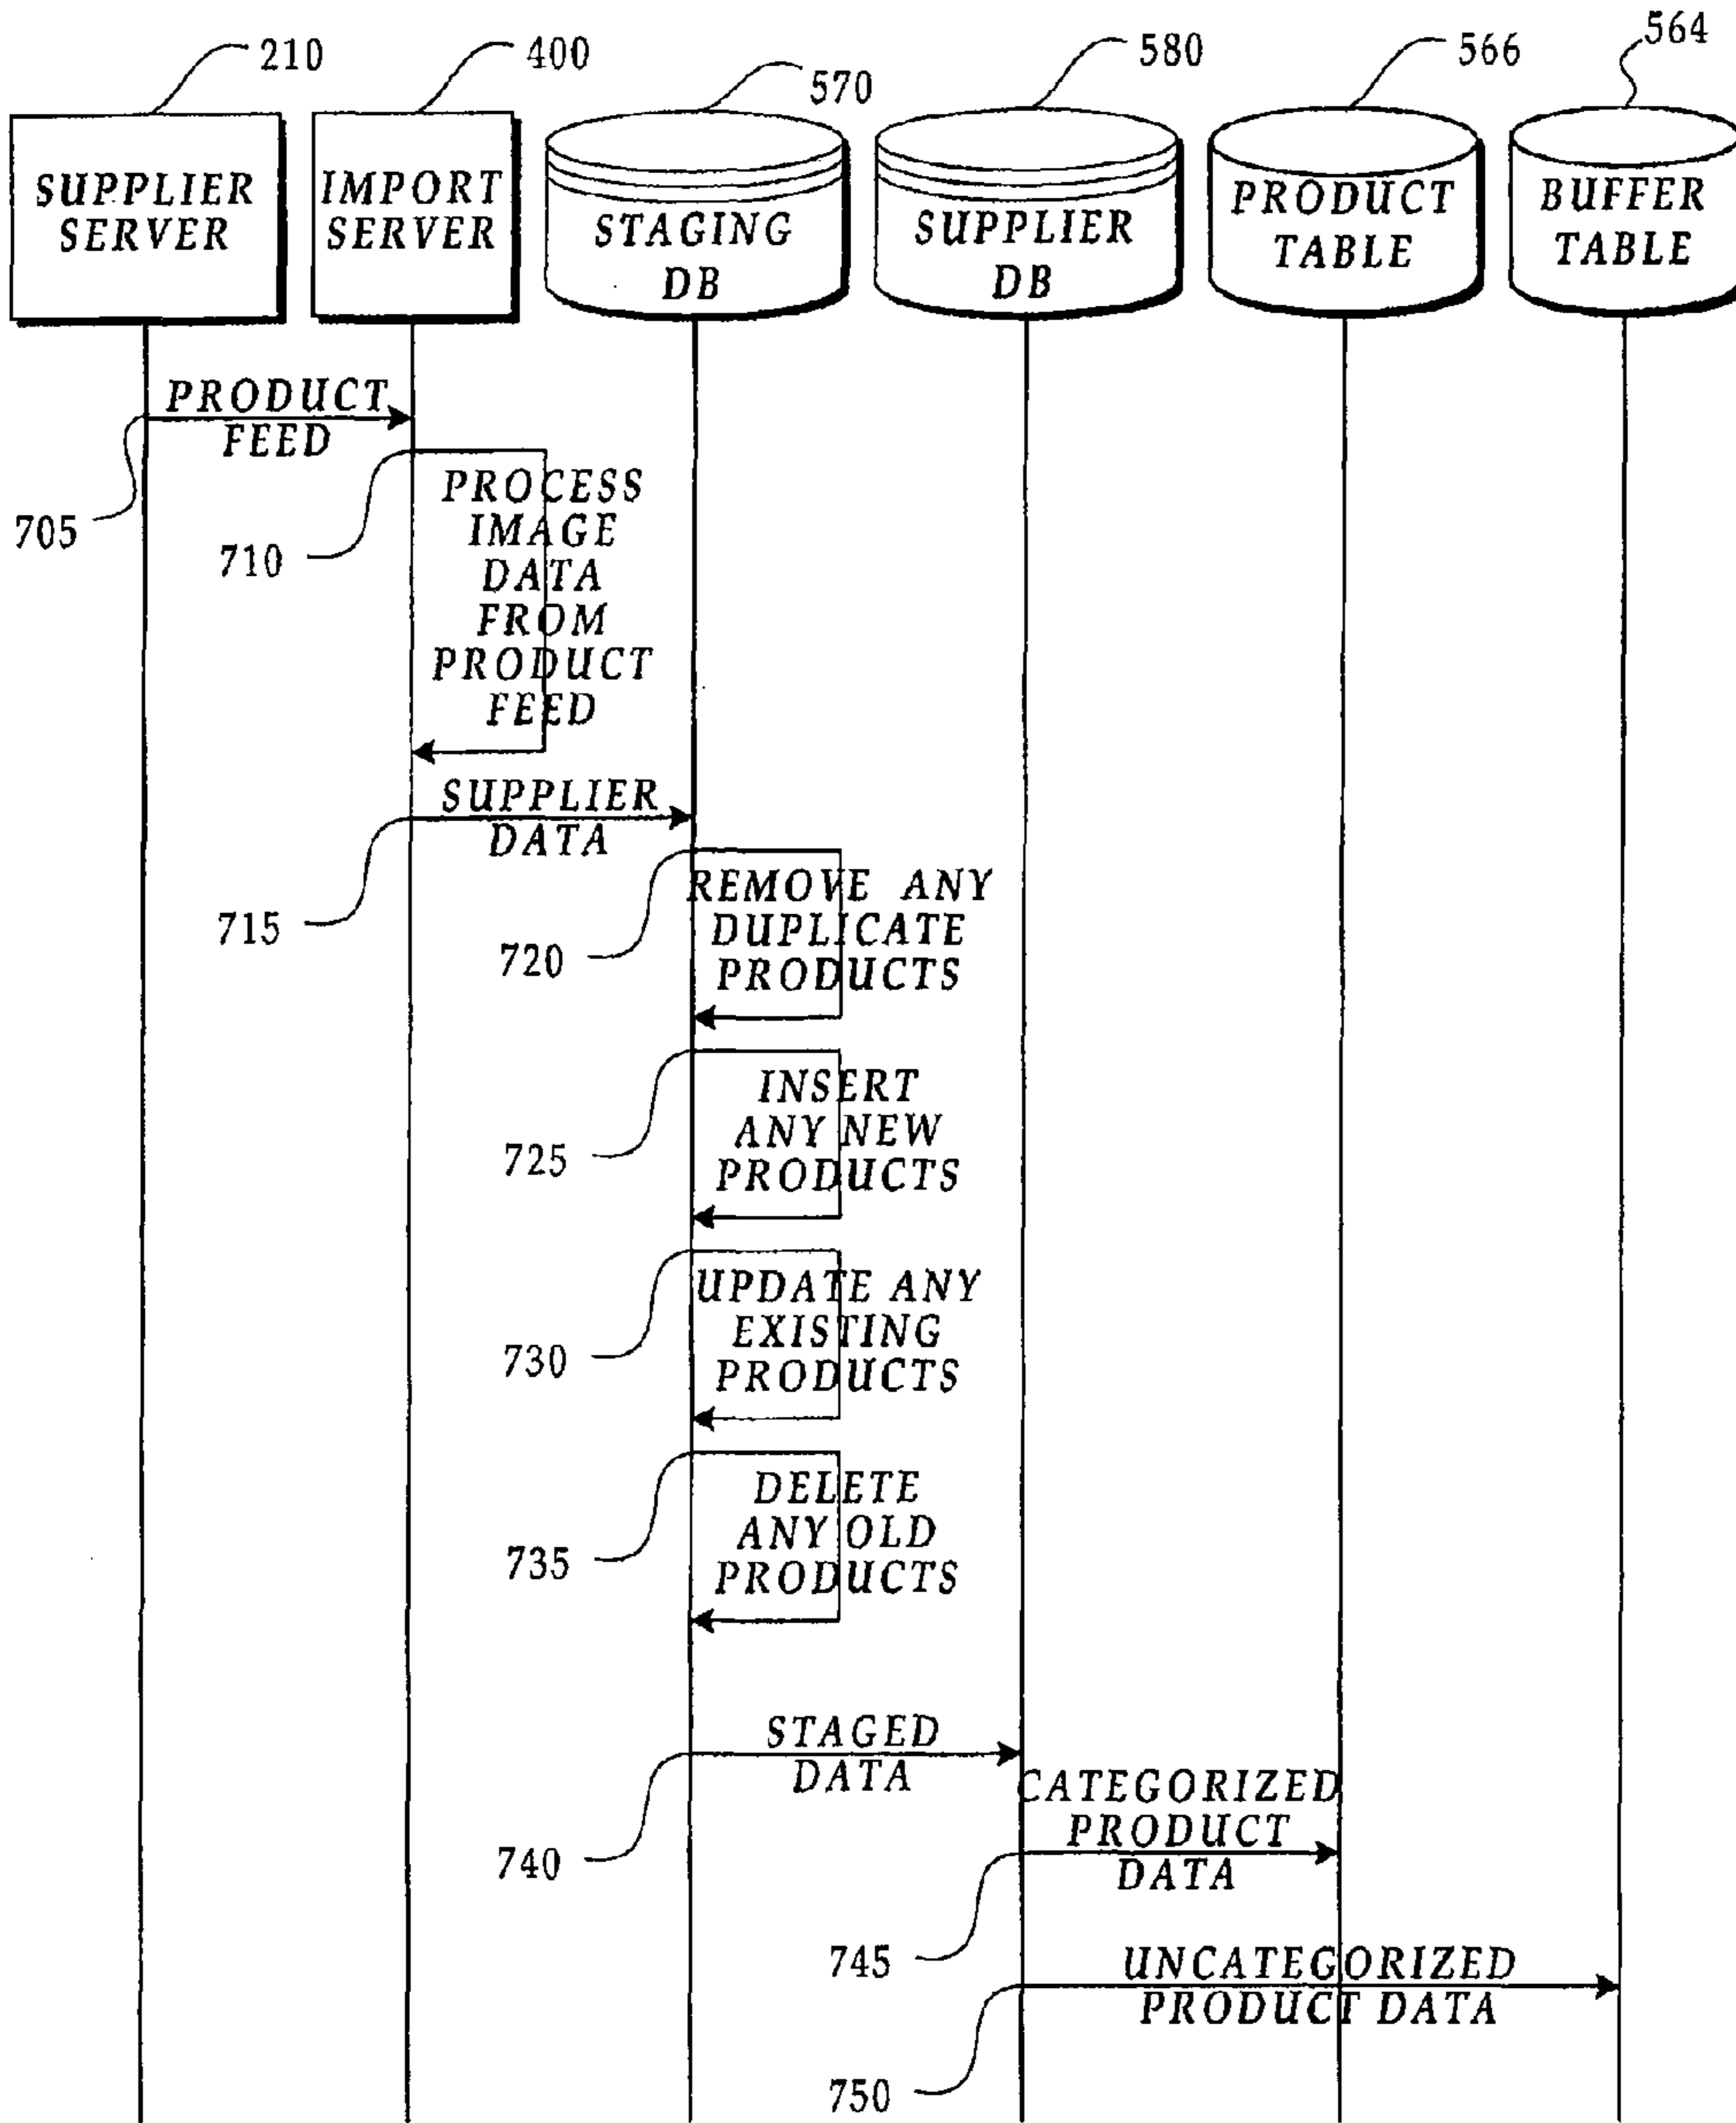 210
400
570
580
566
564
SUPPLIER
SERVER
IMPORT
SERVER
STAGING
DB
SUPPLIER
DB
PRODUCT
TABLE
BUFFER
TABLE
PRODUCT
FEED
705
710
PROCESS
IMAGE
DATA
FROM
PRODUCT
FEED
SUPPLIER
DATA
715
720
REMOVE ANY
DUPLICATE
PRODUCTS
725
INSERT
ANY NEW
PRODUCTS
730
UPDATE ANY
EXISTING
PRODUCTS
735
DELETE
ANY OLD
PRODUCTS
STAGED
DATA
740
CATEGORIZED
PRODUCT
DATA
745
UNCATEGORIZED
PRODUCT DATA
750